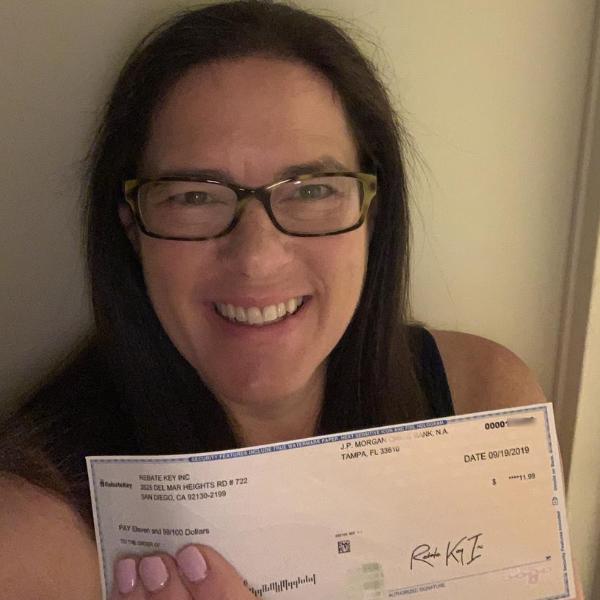 SECURITY FEATURES INCLUDE TRUE WATERMARK PAPER, HEAT SENSITIVE ICON AND FOIL HOLOGRAM
RebateKey
REBATE KEY INC
DEL MAR HEIGHTS RD # 722
SAN DIEGO, CA 92130-2199
J.P. MORGAN BANK, N.A.
TAMPA, FL 33610
DATE 09/19/2019
$ ****11.99
PAY Eleven and 99/100 Dollars
TO THE ORDER OF
Rebate Key Inc
AUTHORIZED SIGNATURE